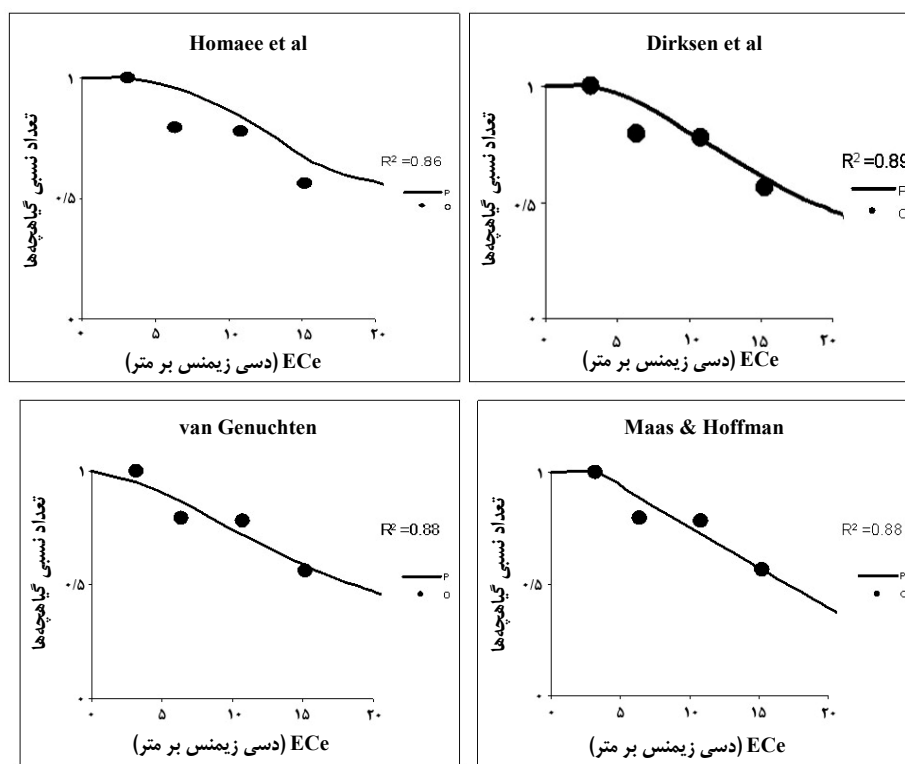 Homaee et al
تعداد نسبی گیاهچه‌ها
۱
۰/۵
۰
R² =0.86
P
O
۰ ۵ ۱۰ ۱۵ ۲۰
ECe (دسی زیمنس بر متر)
Dirksen et al
تعداد نسبی گیاهچه‌ها
۱
۰/۵
۰
R² =0.89
۰ ۵ ۱۰ ۱۵ ۲۰
ECe (دسی زیمنس بر متر)
van Genuchten
تعداد نسبی گیاهچه‌ها
۱
۰/۵
۰
R² =0.88
P
O
۰ ۵ ۱۰ ۱۵ ۲۰
ECe (دسی زیمنس بر متر)
Maas & Hoffman
تعداد نسبی گیاهچه‌ها
۱
۰/۵
۰
R² =0.88
P
۰ ۵ ۱۰ ۱۵ ۲۰
ECe (دسی زیمنس بر متر)